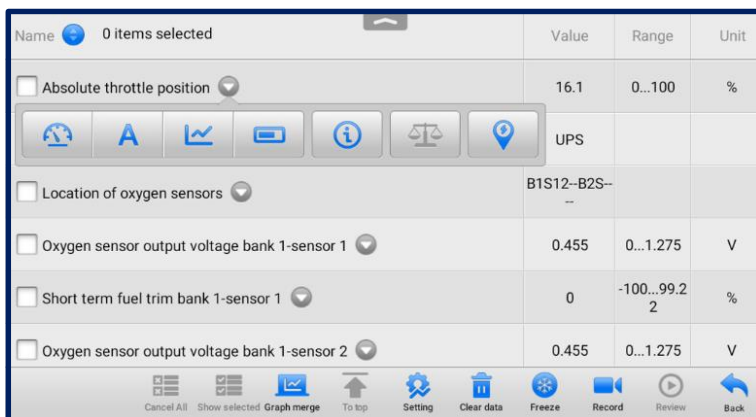 Name 0 items selected Value Range Unit
Absolute throttle position 16.1 0...100 %
A
UPS
Location of oxygen sensors B1S12--B2S--
--
Oxygen sensor output voltage bank 1-sensor 1 0.455 0...1.275 V
Short term fuel trim bank 1-sensor 1 0 -100...99.2
2 %
Oxygen sensor output voltage bank 1-sensor 2 0.455 0...1.275 V
Cancel All Show selected Graph merge To top Setting Clear data Freeze Record Review Back